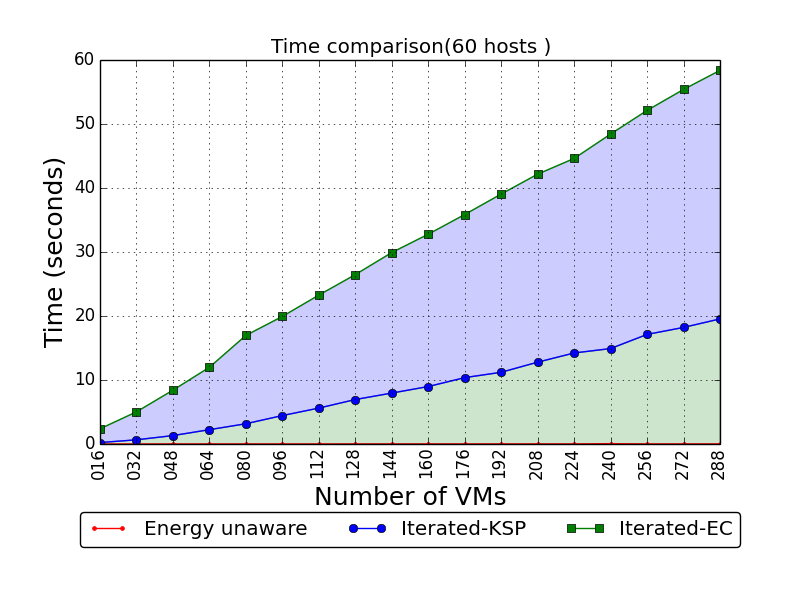 Time comparison(60 hosts )
60
50
40
30
20
10
0
Time (seconds)
016 032 048 064 080 096 112 128 144 160 176 192 208 224 240 256 272 288
Number of VMs
Energy unaware Iterated-KSP Iterated-EC